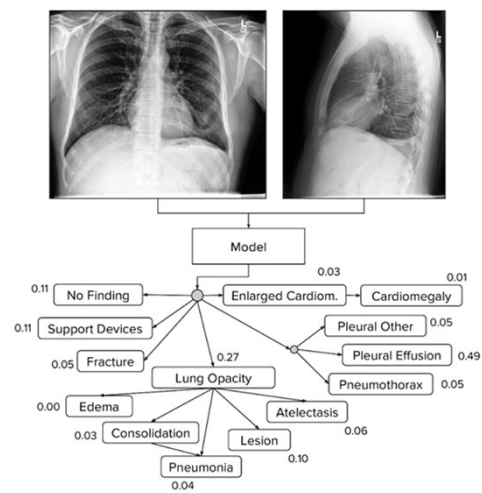 L
L
Model
0.03
0.01
0.11
No Finding
Enlarged Cardiom.
Cardiomegaly
0.11
Support Devices
Pleural Other
0.05
0.05
Fracture
0.27
Pleural Effusion
0.49
Lung Opacity
Pneumothorax
0.05
0.00
Edema
Atelectasis
0.06
0.03
Consolidation
Lesion
0.10
Pneumonia
0.04